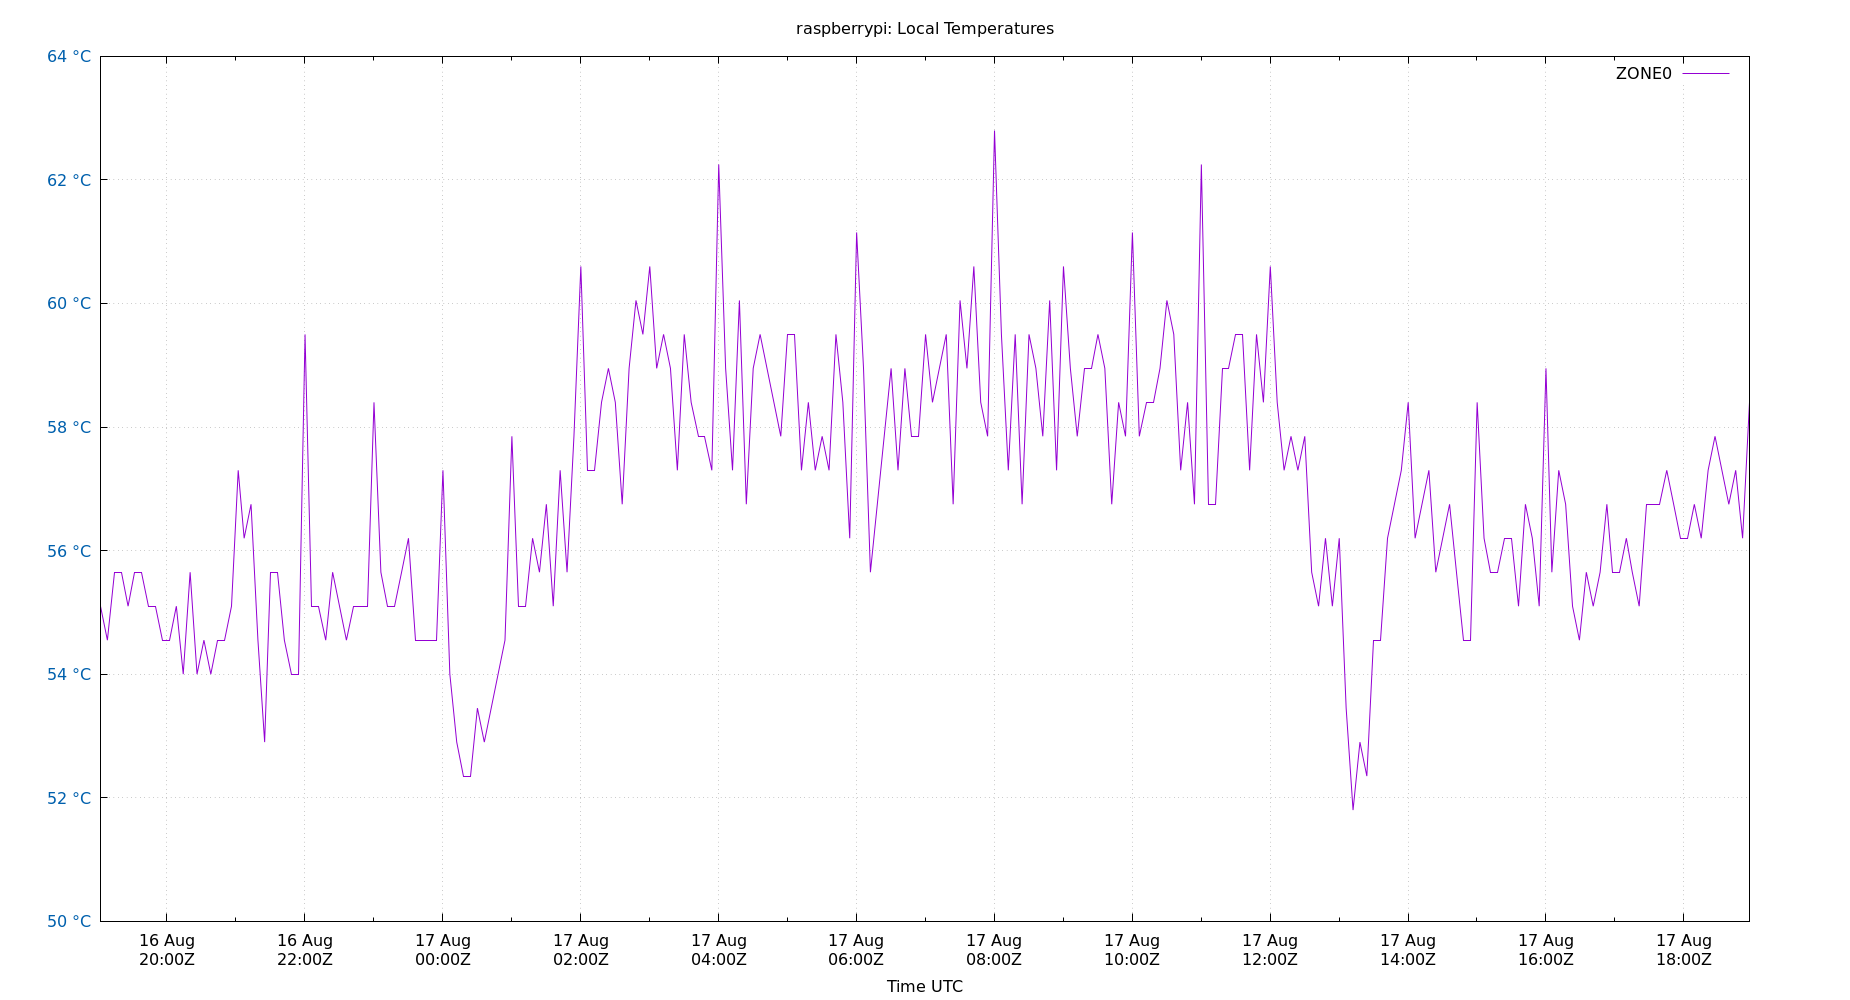 raspberrypi: Local Temperatures
64 °C
ZONE0
62 °C
60 °C
58 °C
56 °C
54 °C
52 °C
50 °C
16 Aug 16 Aug 17 Aug 17 Aug 17 Aug 17 Aug 17 Aug 17 Aug 17 Aug 17 Aug 17 Aug 17 Aug
20:00Z 22:00Z 00:00Z 02:00Z 04:00Z 06:00Z 08:00Z 10:00Z 12:00Z 14:00Z 16:00Z 18:00Z
Time UTC